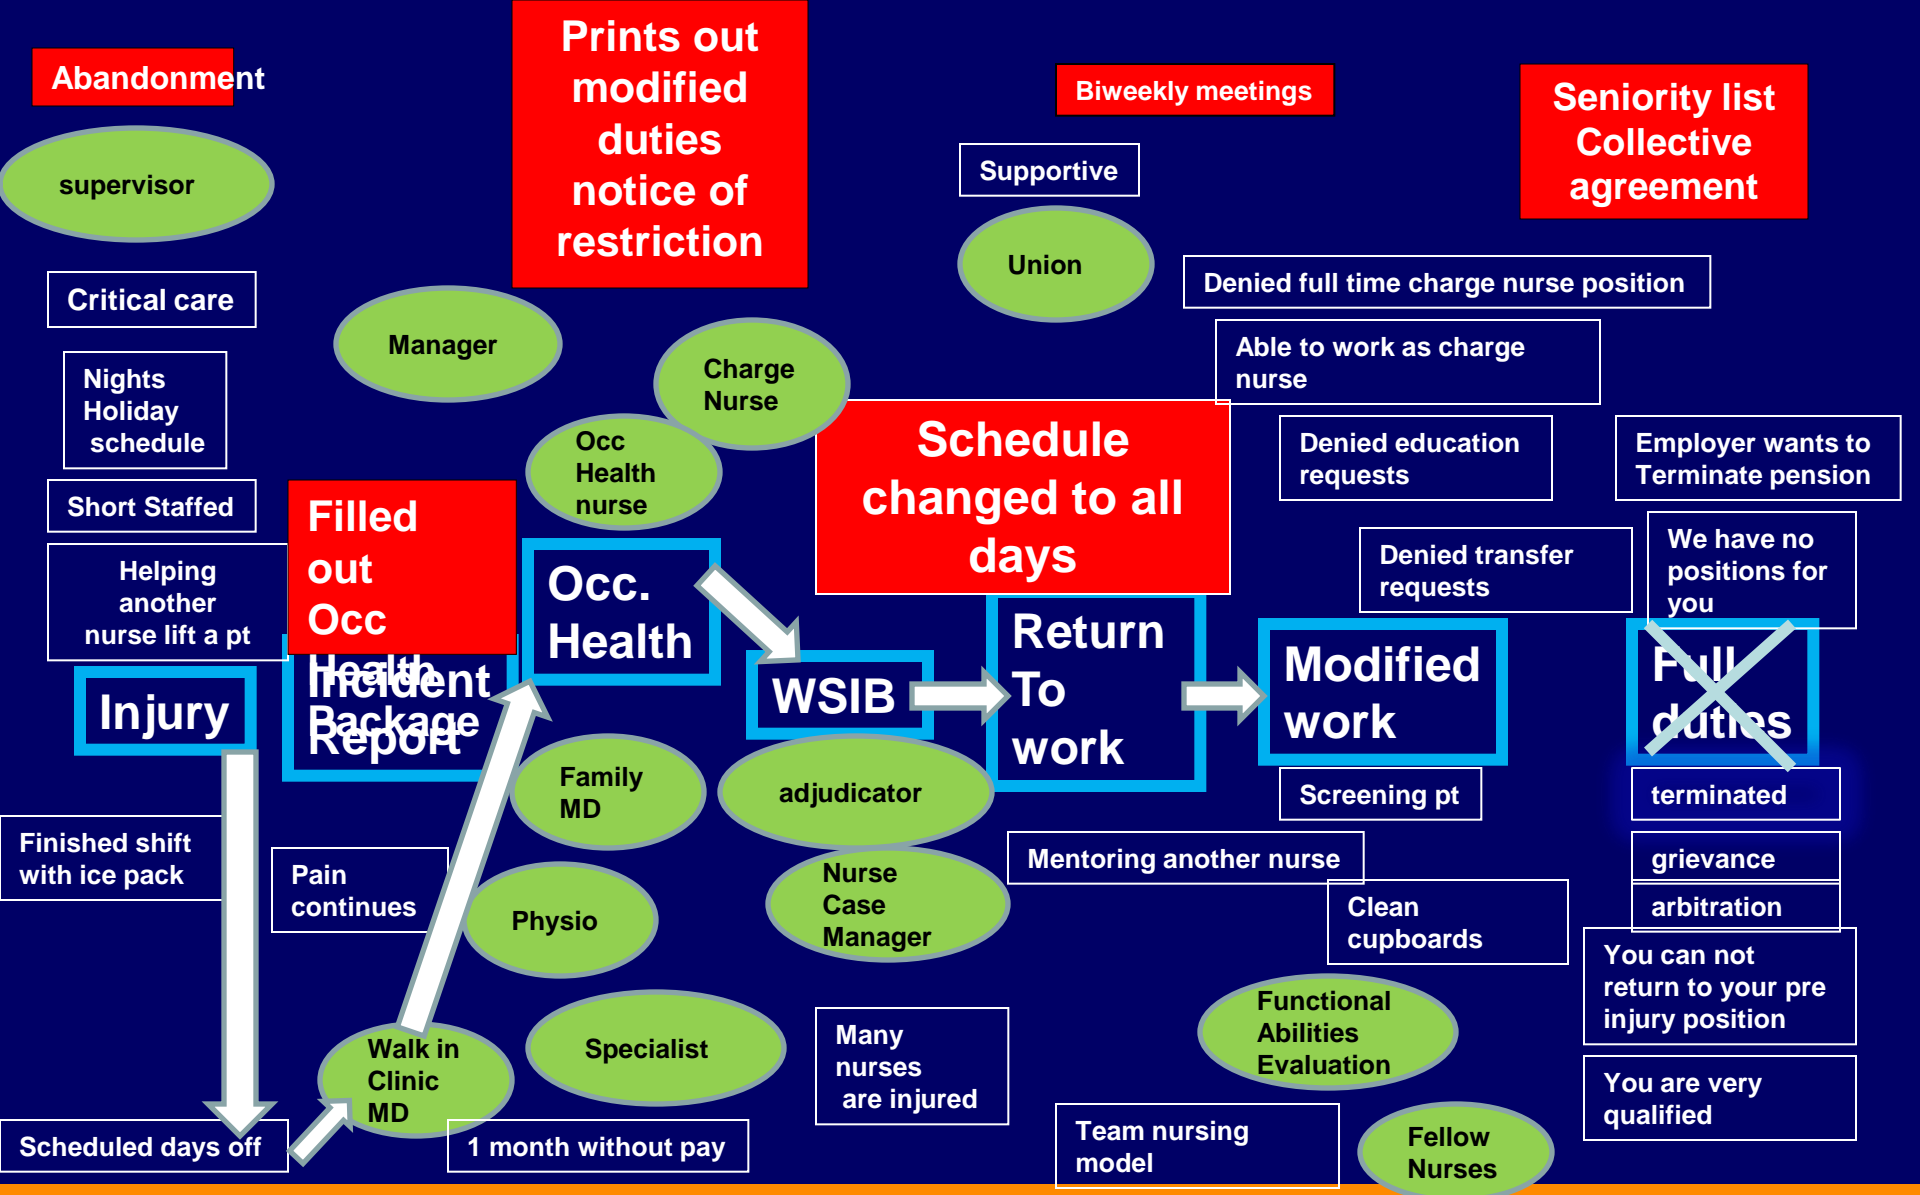 Abandonment
supervisor
Critical care
Nights
Holiday
schedule
Short Staffed
Helping
another
nurse lift a pt
Injury
Finished shift
with ice pack
Scheduled days off
Filled
out
Occ
Health
Package
Incident
Report
Pain
continues
Walk in
Clinic
MD
1 month without pay
Prints out
modified
duties
notice of
restriction
Manager
Charge
Nurse
Occ
Health
nurse
Occ.
Health
Family
MD
Physio
Specialist
WSIB
adjudicator
Nurse
Case
Manager
Many
nurses
are injured
Biweekly meetings
Supportive
Union
Schedule
changed to all
days
Return
To
work
Mentoring another nurse
Team nursing
model
Denied full time charge nurse position
Able to work as charge
nurse
Denied education
requests
Denied transfer
requests
Modified
work
Screening pt
Clean
cupboards
Functional
Abilities
Evaluation
Fellow
Nurses
Seniority list
Collective
agreement
Employer wants to
Terminate pension
We have no
positions for
you
Full
duties
terminated
grievance
arbitration
You can not
return to your pre
injury position
You are very
qualified